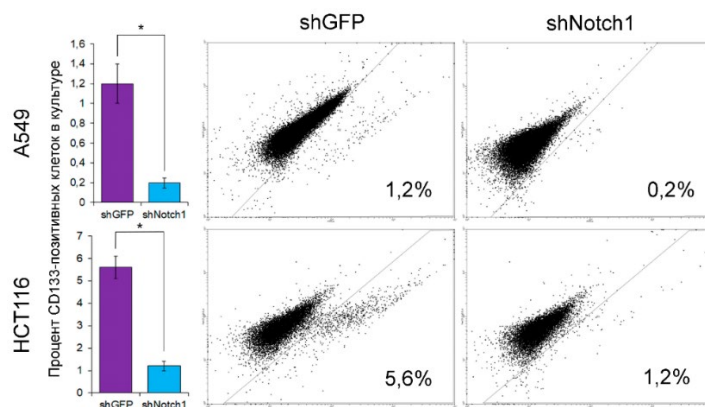 shGFP
shNotch1
A549
HCT116
Процент CD133-позитивных клеток в культуре
*
1,4
1,2
1
0,8
0,6
0,4
0,2
0
shGFP
shNotch1
1,2%
0,2%
*
7
6
5
4
3
2
1
0
shGFP
shNotch1
5,6%
1,2%